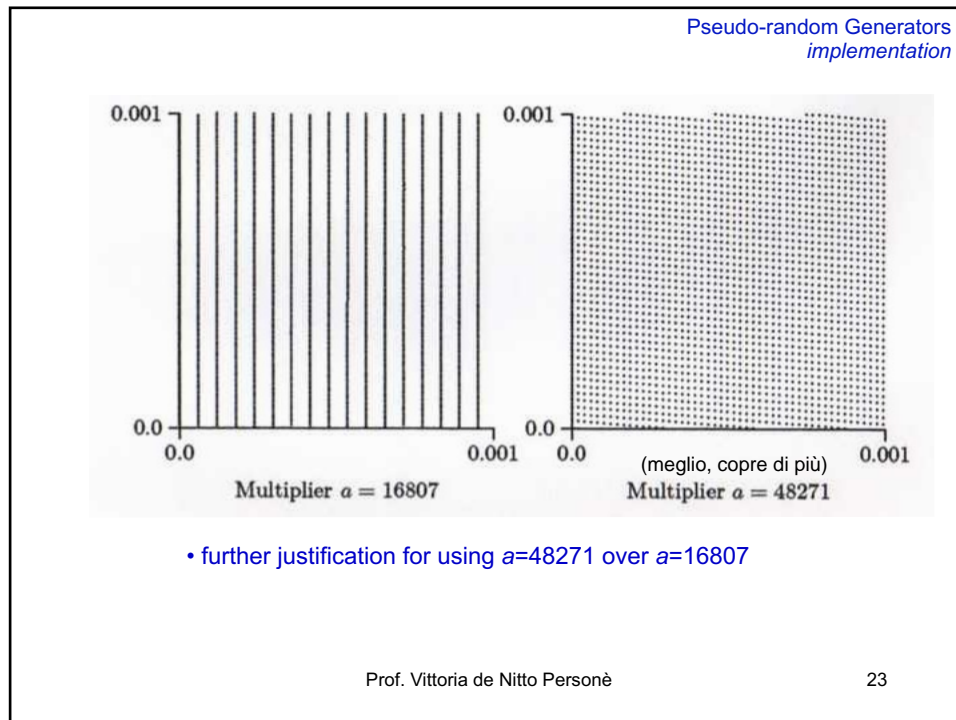 Pseudo-random Generators
implementation
0.001
0.0
0.0
0.001
Multiplier a = 16807
0.001
0.0
0.0
(meglio, copre di più)
0.001
Multiplier a = 48271
• further justification for using a=48271 over a=16807
Prof. Vittoria de Nitto Personè
23